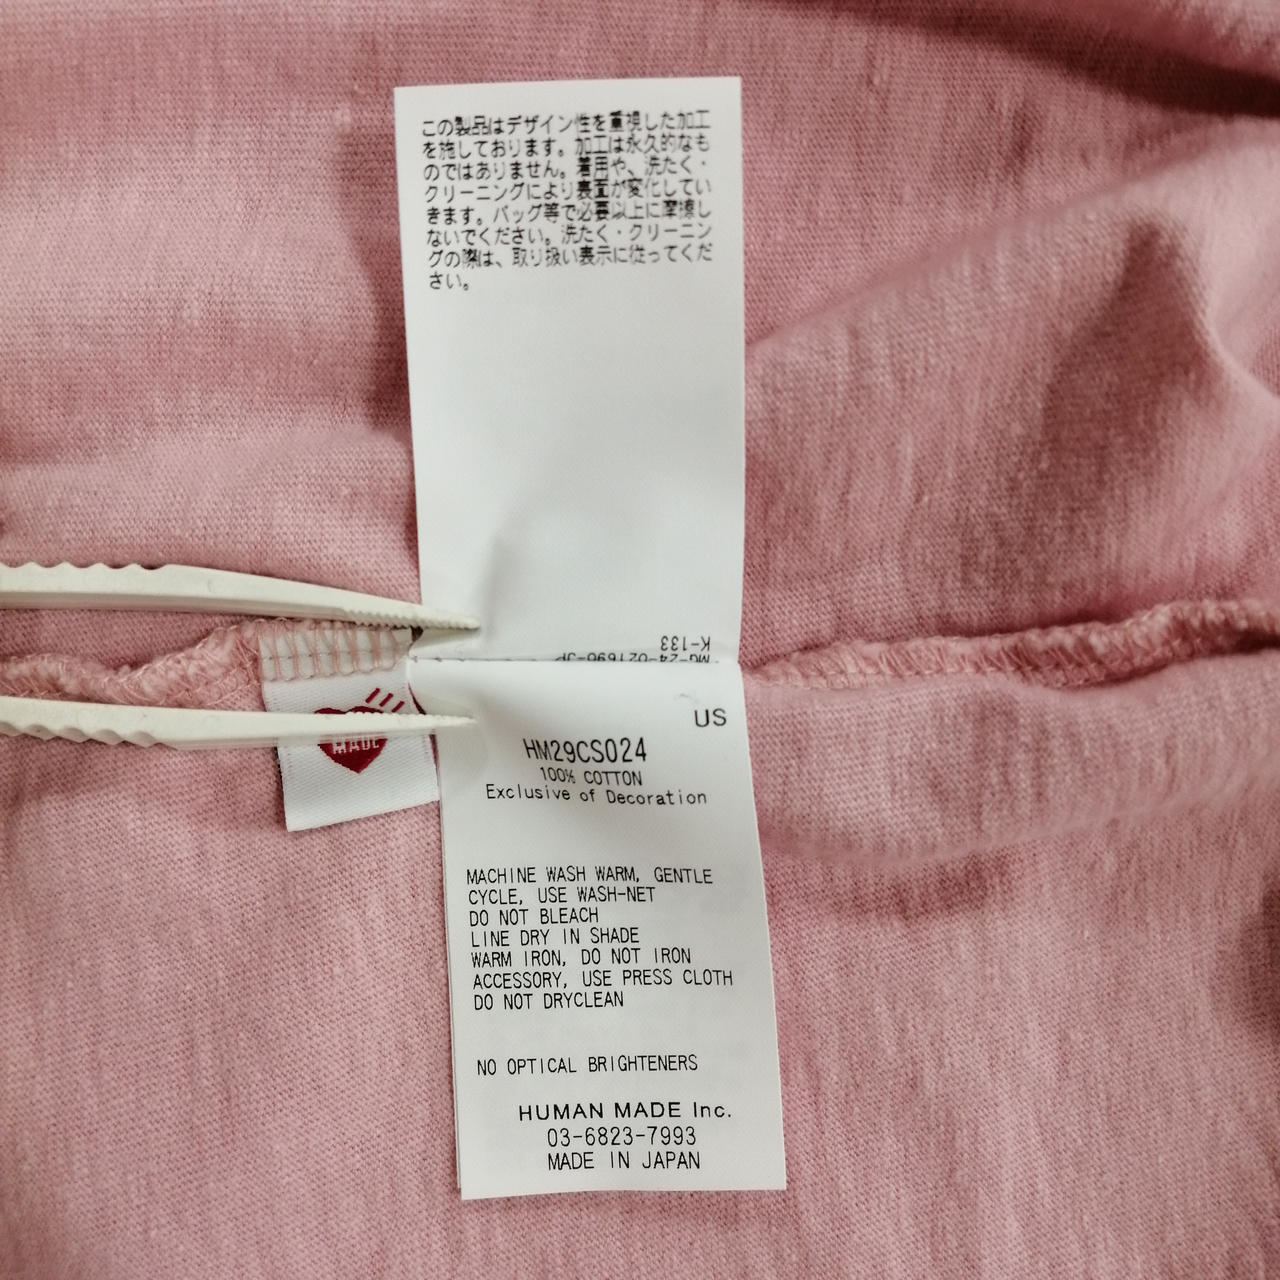 この製品はデザイン性を重視した加工
を施しております。加工は永久的なも
のではありません。着用や、洗たく・
クリーニングにより表面が変化してい
きます。バッグ等で必要以上に摩擦し
ないでください。洗たく・クリーニン
グの際は、取り扱い表示に従ってくだ
さい。
K-133
MG-24-021696-JP
MADE
US
HM29CS024
100% COTTON
Exclusive of Decoration
MACHINE WASH WARM, GENTLE
CYCLE, USE WASH-NET
DO NOT BLEACH
LINE DRY IN SHADE
WARM IRON, DO NOT IRON
ACCESSORY, USE PRESS CLOTH
DO NOT DRYCLEAN
NO OPTICAL BRIGHTENERS
HUMAN MADE Inc.
03-6823-7993
MADE IN JAPAN